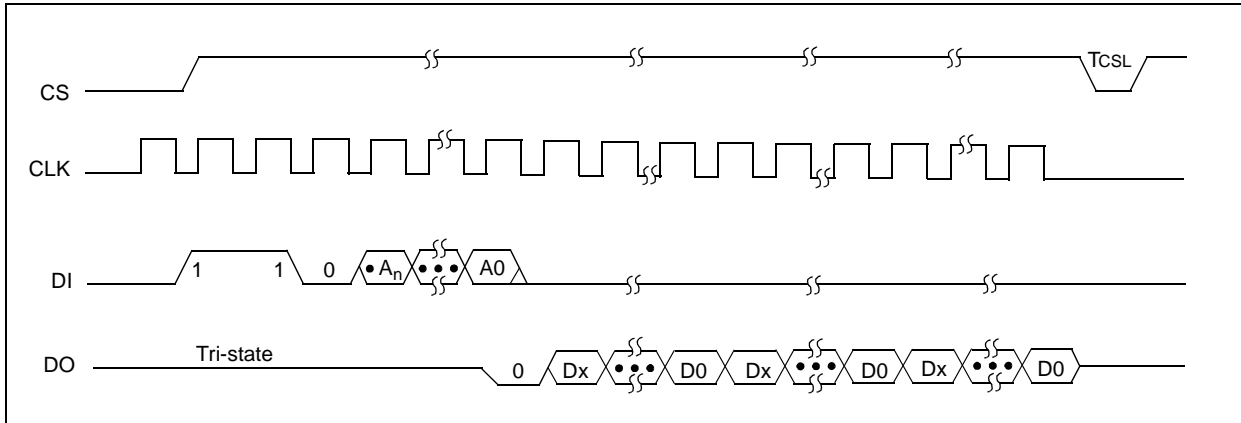 CS
TCSL
CLK
DI
1 1 0 • An • • • A0
DO
Tri-state
0 Dx • • • D0 Dx • • • D0 Dx • • • D0